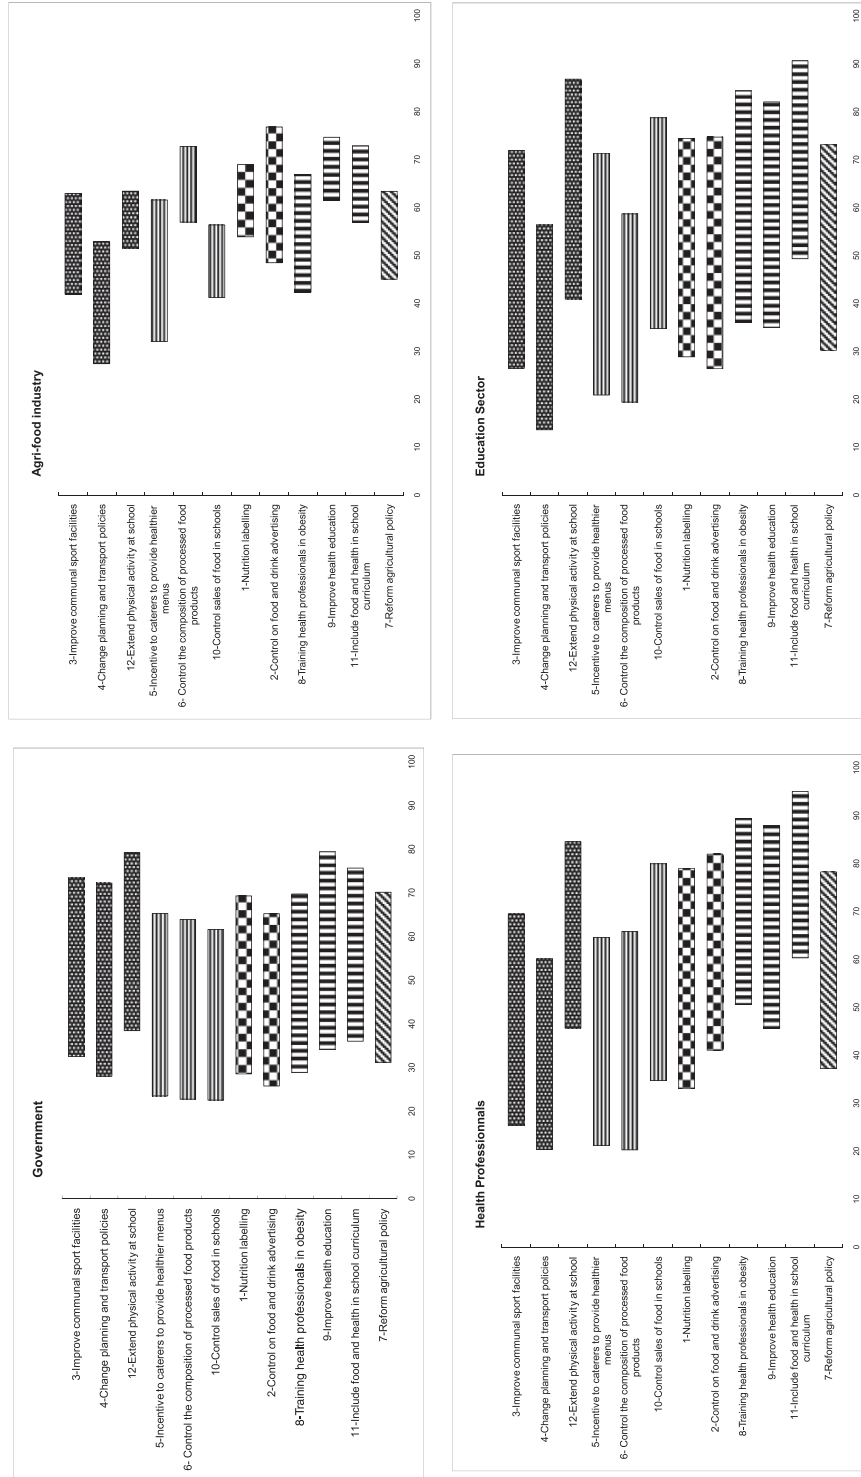 Government
3-Improve communal sport facilities
4-Change planning and transport policies
12-Extend physical activity at school
5-Incentive to caterers to provide healthier menus
6- Control the composition of processed food products
10-Control sales of food in schools
1-Nutrition labelling
2-Control on food and drink advertising
8-Training health professionals in obesity
9-Improve health education
11-Include food and health in school curriculum
7-Reform agricultural policy
0 10 20 30 40 50 60 70 80 90 100
Agri-food industry
3-Improve communal sport facilities
4-Change planning and transport policies
12-Extend physical activity at school
5-Incentive to caterers to provide healthier
menus
6- Control the composition of processed food
products
10-Control sales of food in schools
1-Nutrition labelling
2-Control on food and drink advertising
8-Training health professionals in obesity
9-Improve health education
11-Include food and health in school
curriculum
7-Reform agricultural policy
0 10 20 30 40 50 60 70 80 90 100
Health Professionnals
3-Improve communal sport facilities
4-Change planning and transport policies
12-Extend physical activity at school
5-Incentive to caterers to provide healthier
menus
6- Control the composition of processed food
products
10-Control sales of food in schools
1-Nutrition labelling
2-Control on food and drink advertising
8-Training health professionals in obesity
9-Improve health education
11-Include food and health in school
curriculum
7-Reform agricultural policy
0 10 20 30 40 50 60 70 80 90 100
Education Sector
3-Improve communal sport facilities
4-Change planning and transport policies
12-Extend physical activity at school
5-Incentive to caterers to provide healthier
menus
6- Control the composition of processed food
products
10-Control sales of food in schools
1-Nutrition labelling
2-Control on food and drink advertising
8-Training health professionals in obesity
9-Improve health education
11-Include food and health in school
curriculum
7-Reform agricultural policy
0 10 20 30 40 50 60 70 80 90 100